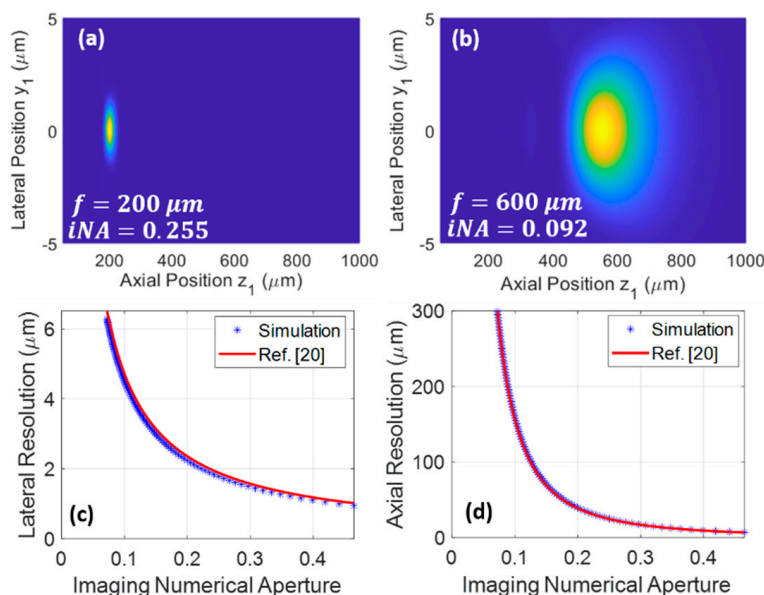 (a)
5
0
-5
Lateral Position y₁ (μm)
f = 200 μm
iNA = 0.255
200 400 600 800 1000
Axial Position z₁ (μm)
(b)
5
0
-5
Lateral Position y₁ (μm)
f = 600 μm
iNA = 0.092
200 400 600 800 1000
Axial Position z₁ (μm)
6
4
2
0
Lateral Resolution (μm)
Simulation
Ref. [20]
(c)
0 0.1 0.2 0.3 0.4
Imaging Numerical Aperture
300
200
100
0
Axial Resolution (μm)
Simulation
Ref. [20]
(d)
0 0.1 0.2 0.3 0.4
Imaging Numerical Aperture